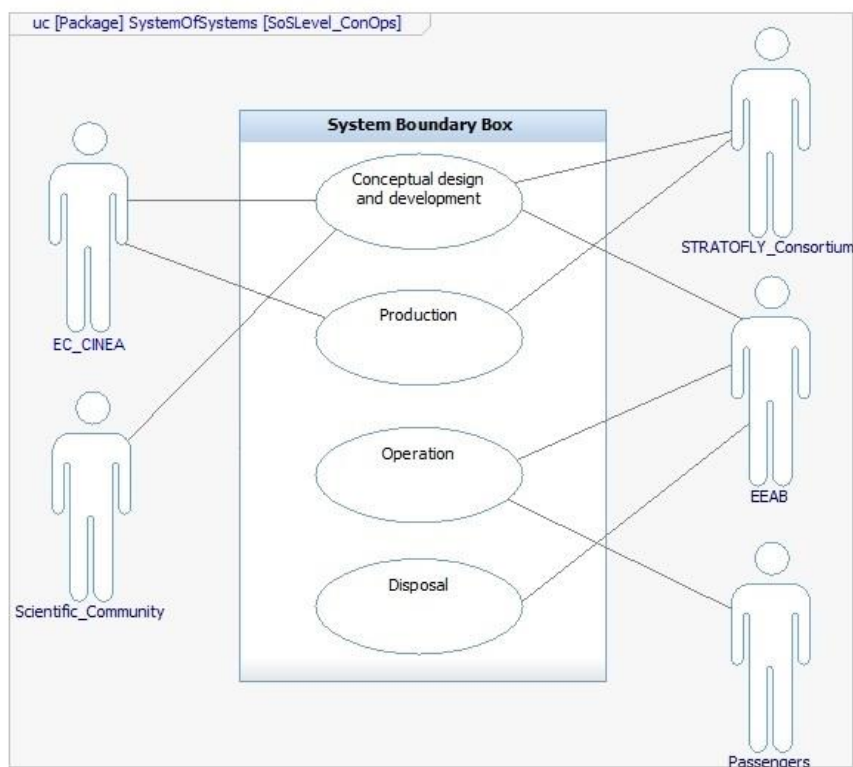 uc [Package] SystemOfSystems [SoSLevel_ConOps]
System Boundary Box
Conceptual design
and development
STRATOFLY_Consortium
Production
EC_CINEA
Operation
EEAB
Disposal
Scientific_Community
Passengers